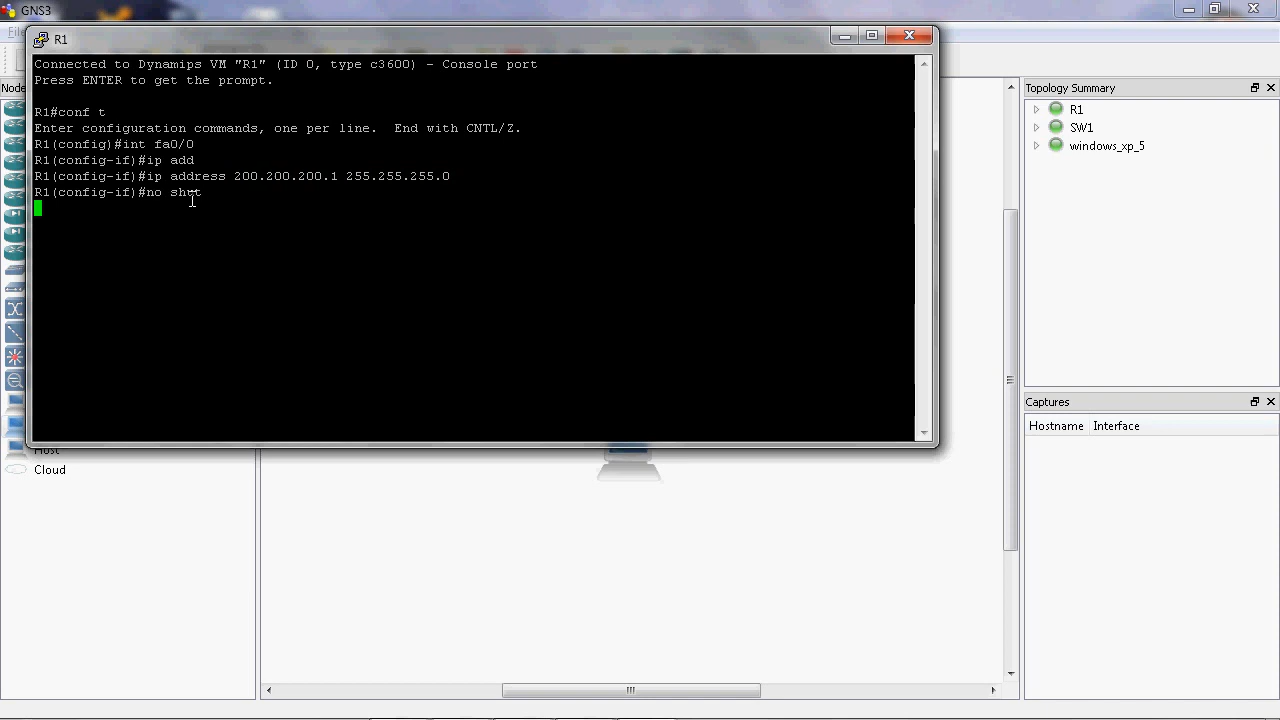 GNS3
File
R1
Connected to Dynamips VM "R1" (ID 0, type c3600) - Console port
Press ENTER to get the prompt.
R1#conf t
Enter configuration commands, one per line.  End with CNTL/Z.
R1(config)#int fa0/0
R1(config-if)#ip add
R1(config-if)#ip address 200.200.200.1 255.255.255.0
R1(config-if)#no shut
Host
Cloud
Topology Summary
R1
SW1
windows_xp_5
Captures
Hostname Interface